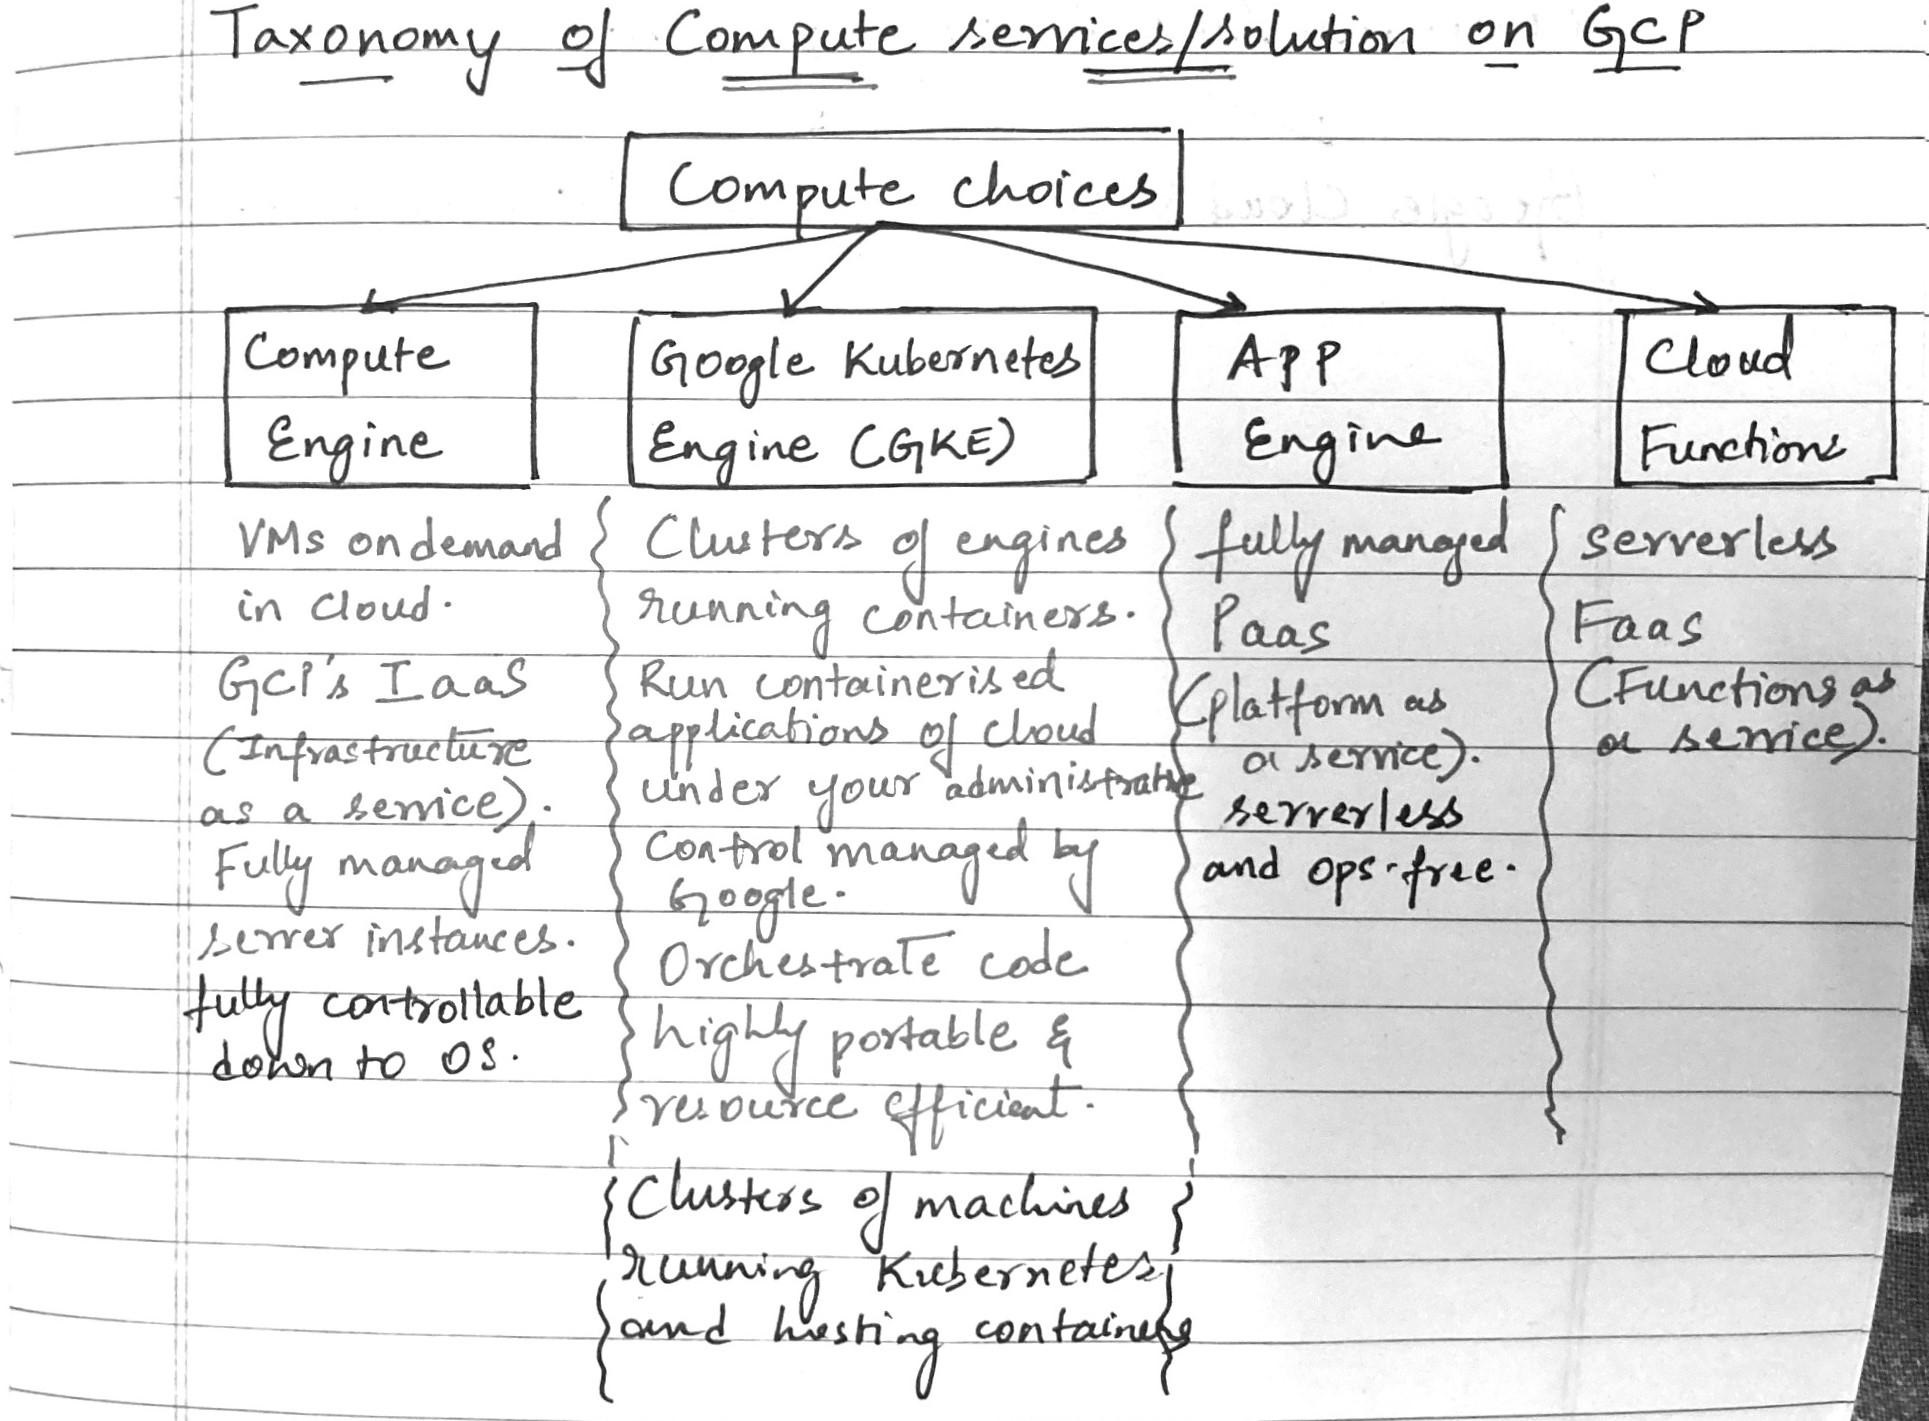 Taxonomy of Compute services/solution on GCP
Compute choices
Compute
Engine
Google Kubernetes
Engine (GKE)
App
Engine
Cloud
Functions
VMs on demand
in cloud.
GCP's IaaS
(Infrastructure
as a service).
Fully managed
server instances.
fully controllable
down to OS.
Clusters of engines
running containers.
Run containerised
applications of cloud
under your administrative
control managed by
Google.
Orchestrate code
highly portable &
resource efficient.
Clusters of machines
running Kubernetes
and hosting containers
fully managed
Paas
(platform as
a service).
serverless
and ops-free.
serverless
Faas
(Functions as
a service).